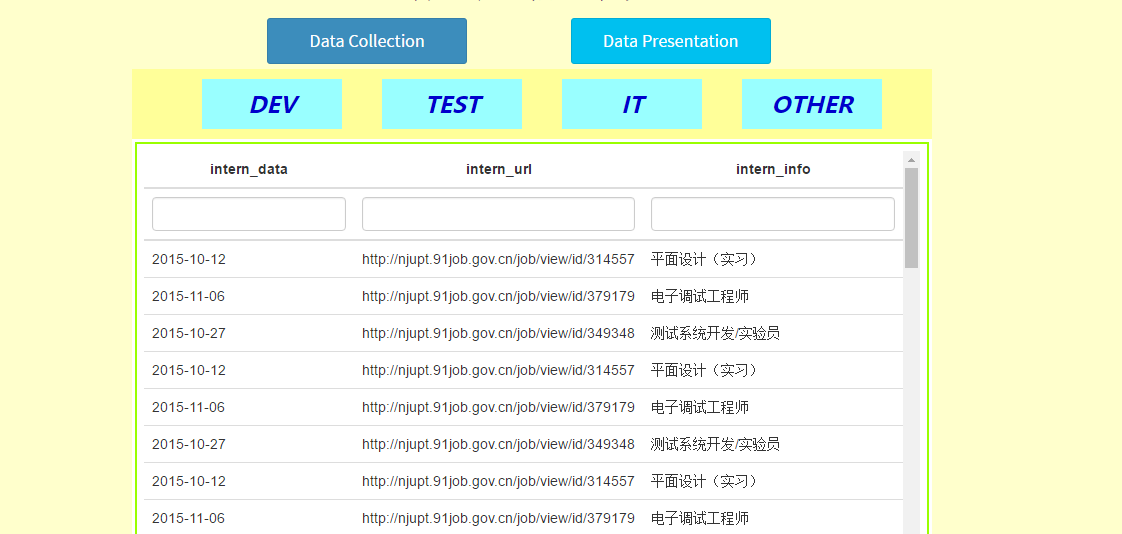 Data Collection Data Presentation
DEV TEST IT OTHER
intern_data intern_url intern_info
2015-10-12 http://njupt.91job.gov.cn/job/view/id/314557 平面设计（实习）
2015-11-06 http://njupt.91job.gov.cn/job/view/id/379179 电子调试工程师
2015-10-27 http://njupt.91job.gov.cn/job/view/id/349348 测试系统开发/实验员
2015-10-12 http://njupt.91job.gov.cn/job/view/id/314557 平面设计（实习）
2015-11-06 http://njupt.91job.gov.cn/job/view/id/379179 电子调试工程师
2015-10-27 http://njupt.91job.gov.cn/job/view/id/349348 测试系统开发/实验员
2015-10-12 http://njupt.91job.gov.cn/job/view/id/314557 平面设计（实习）
2015-11-06 http://njupt.91job.gov.cn/job/view/id/379179 电子调试工程师